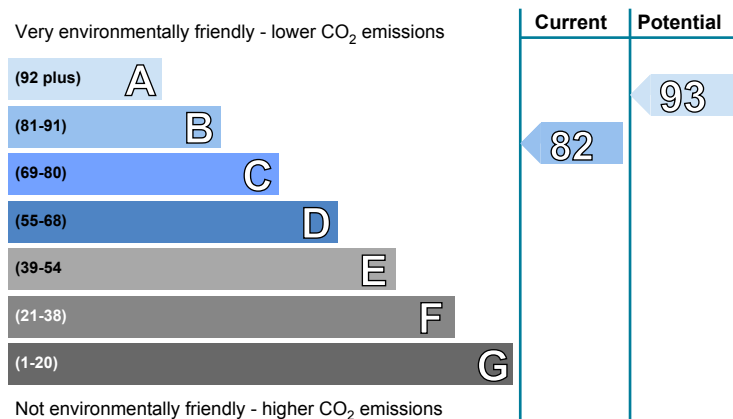 Current Potential
Very environmentally friendly - lower CO₂ emissions
(92 plus) A
93
(81-91) B
82
(69-80) C
(55-68) D
(39-54 E
(21-38) F
(1-20) G
Not environmentally friendly - higher CO₂ emissions